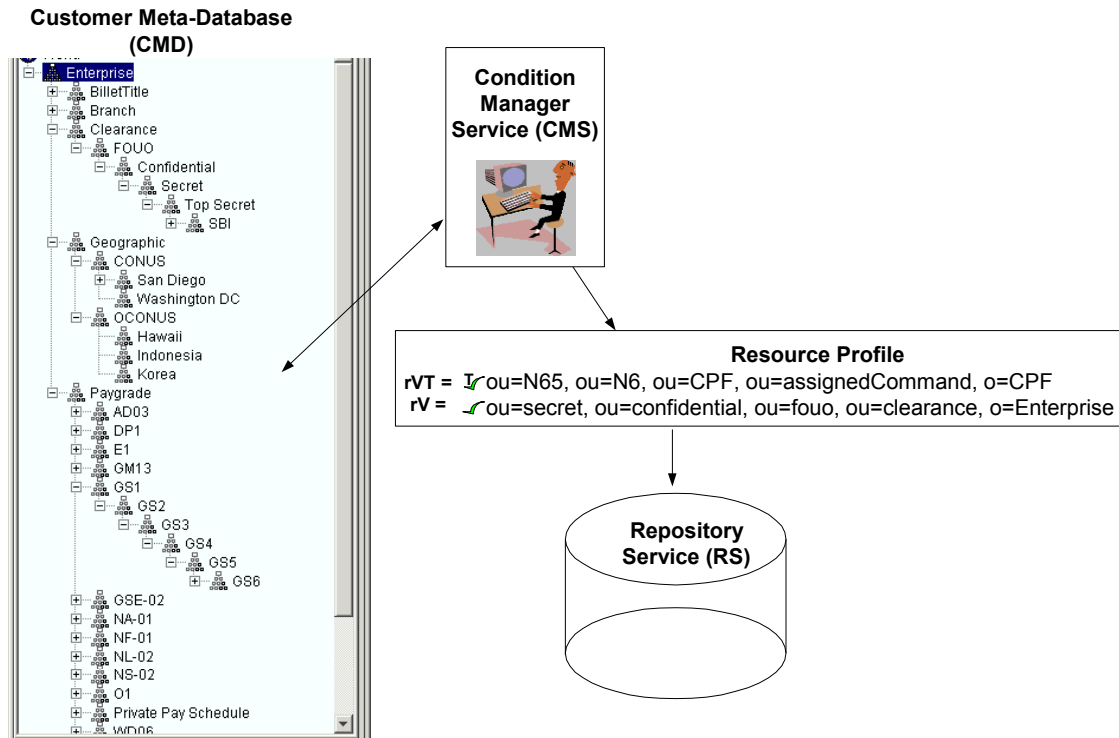 Customer Meta-Database
(CMD)
Enterprise
BilletTitle
Branch
Clearance
FOUO
Confidential
Secret
Top Secret
SBI
Geographic
CONUS
San Diego
Washington DC
OCONUS
Hawaii
Indonesia
Korea
Paygrade
AD03
DP1
E1
GM13
GS1
GS2
GS3
GS4
GS5
GS6
GSE-02
NA-01
NF-01
NL-02
NS-02
O1
Private Pay Schedule
WD06
Condition
Manager
Service (CMS)
Resource Profile
rVT = T ou=N65, ou=N6, ou=CPF, ou=assignedCommand, o=CPF
rV = ou=secret, ou=confidential, ou=fouo, ou=clearance, o=Enterprise
Repository
Service (RS)